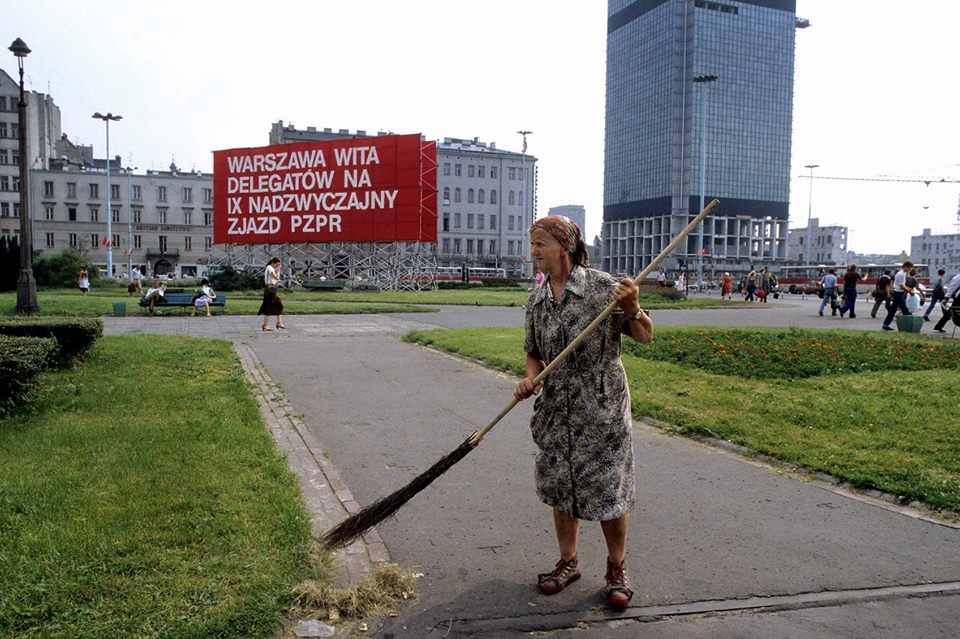 WARSZAWA WITA
DELEGATÓW NA
IX NADZWYCZAJNY
ZJAZD PZPR